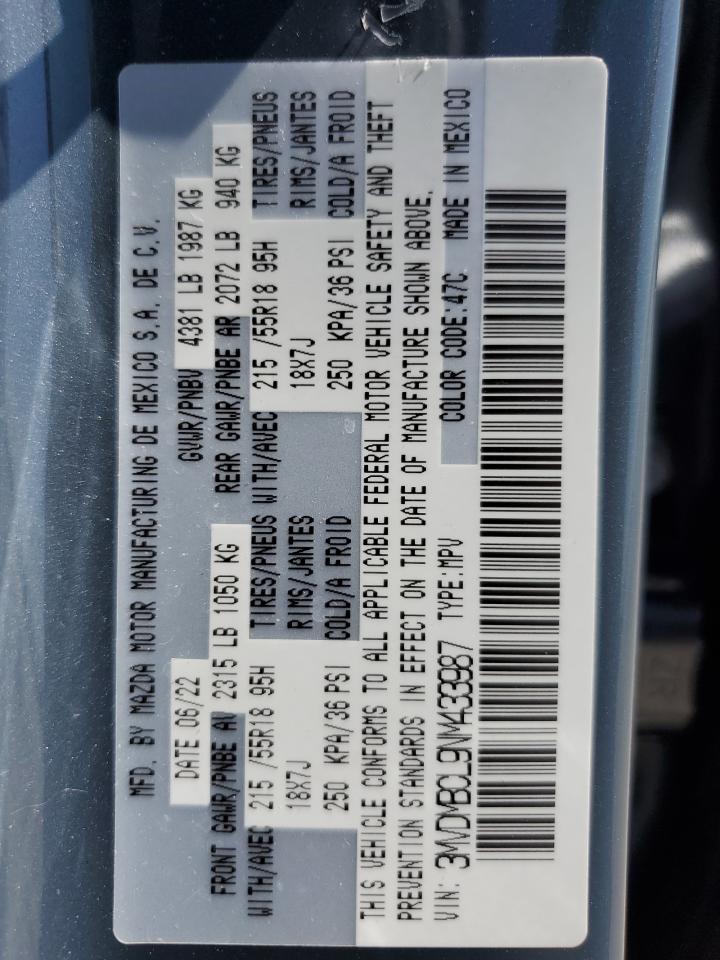 MFD. BY MAZDA MOTOR MANUFACTURING DE MEXICO S.A. DE C.V.
DATE 06/22 GVWR/PNBV 4381 LB 1987 KG
FRONT GAWR/PNBE AV 2315 LB 1050 KG REAR GAWR/PNBE AR 2072 LB 940 KG
WITH/AVEC 215 /55R18 95H TIRES/PNEUS WITH/AVEC 215 /55R18 95H TIRES/PNEUS
18X7J RIMS/JANTES 18X7J RIMS/JANTES
250 KPA/36 PSI COLD/A FROID 250 KPA/36 PSI COLD/A FROID
THIS VEHICLE CONFORMS TO ALL APPLICABLE FEDERAL MOTOR VEHICLE SAFETY AND THEFT
PREVENTION STANDARDS IN EFFECT ON THE DATE OF MANUFACTURE SHOWN ABOVE.
VIN: 3MVDMBCL9NM433987 TYPE:MPV COLOR CODE:47C MADE IN MEXICO